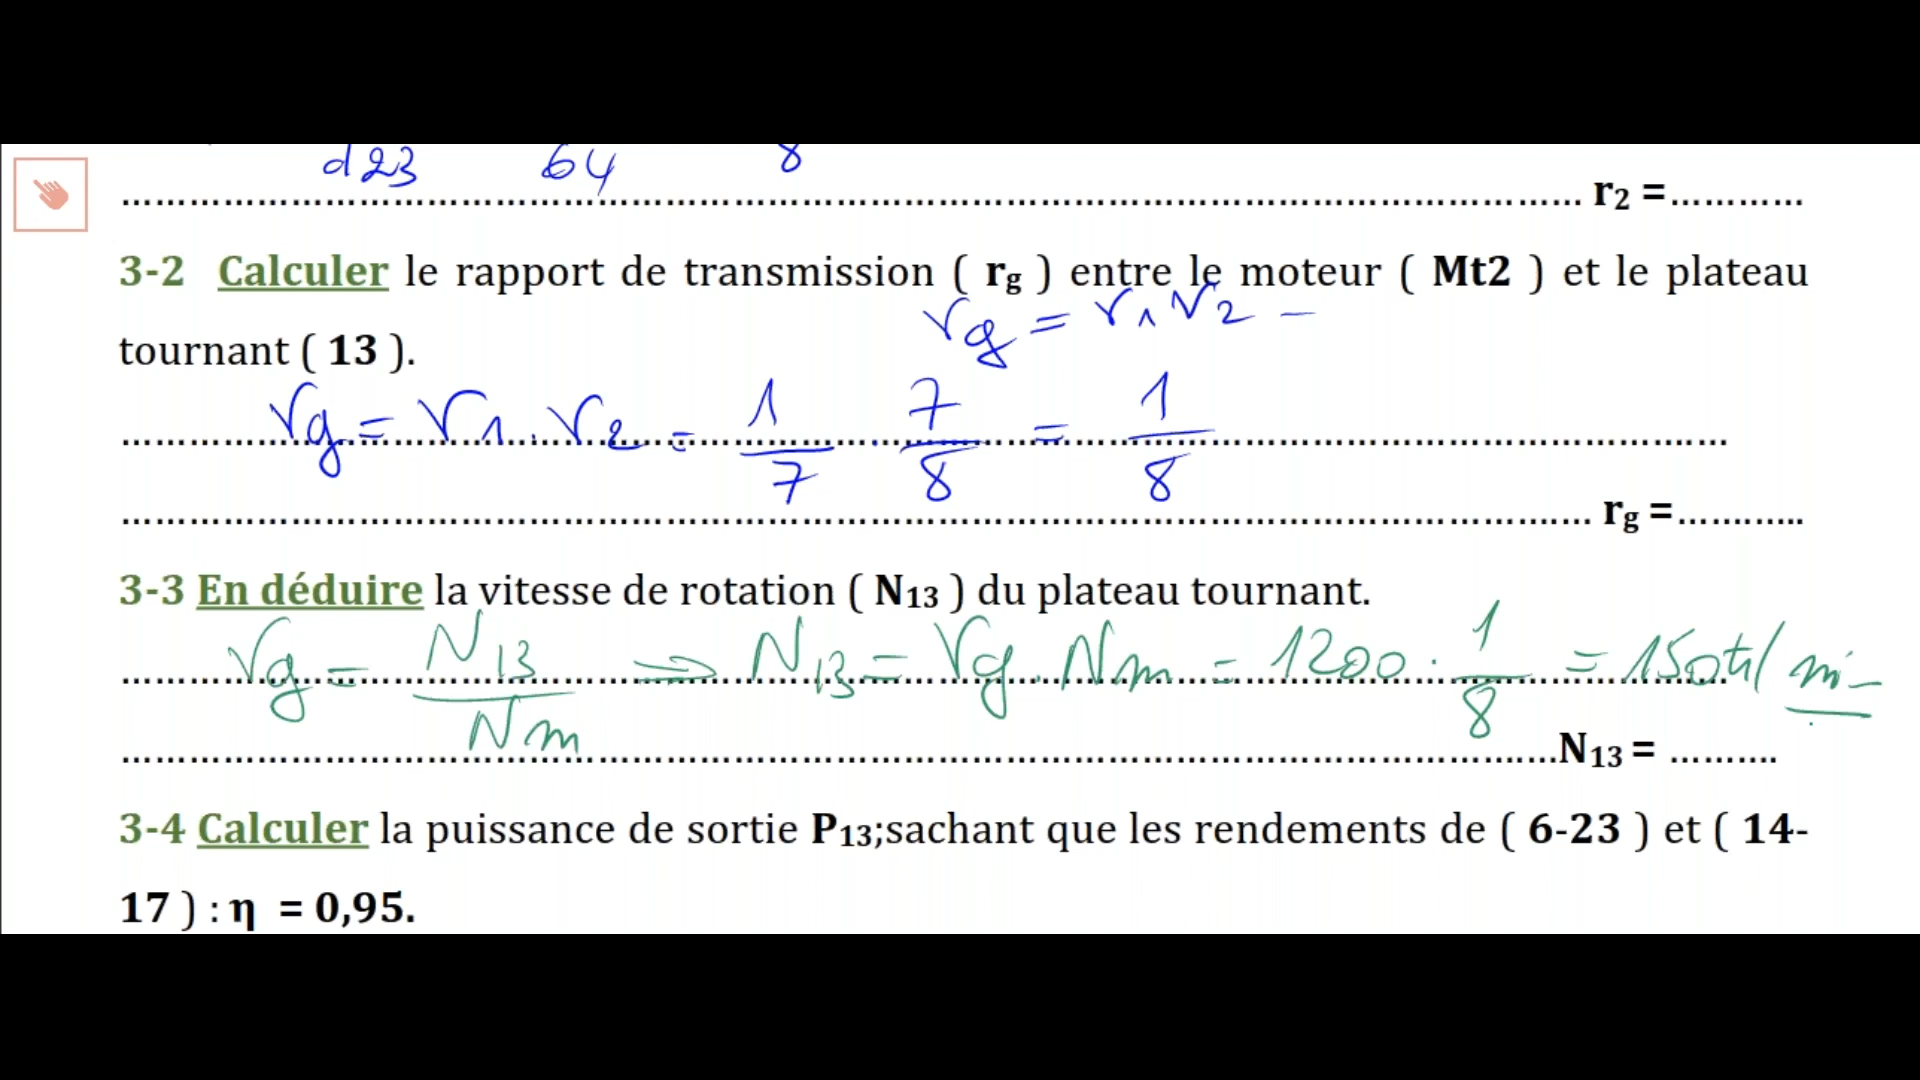 d23 64 8
........ r2 =............
3-2 Calculer le rapport de transmission ( rg ) entre le moteur ( Mt2 ) et le plateau
rg = r1 r2 -
tournant ( 13 ).
rg = r1 . r2 = 1/7 . 7/8 = 1/8
........ rg =............
3-3 En déduire la vitesse de rotation ( N13 ) du plateau tournant.
rg = N13/Nm ⇒ N13 = rg . Nm = 1200 . 1/8 = 150 tr/min
........N13 = ..........
3-4 Calculer la puissance de sortie P13;sachant que les rendements de ( 6-23 ) et ( 14-
17 ) : η = 0,95.